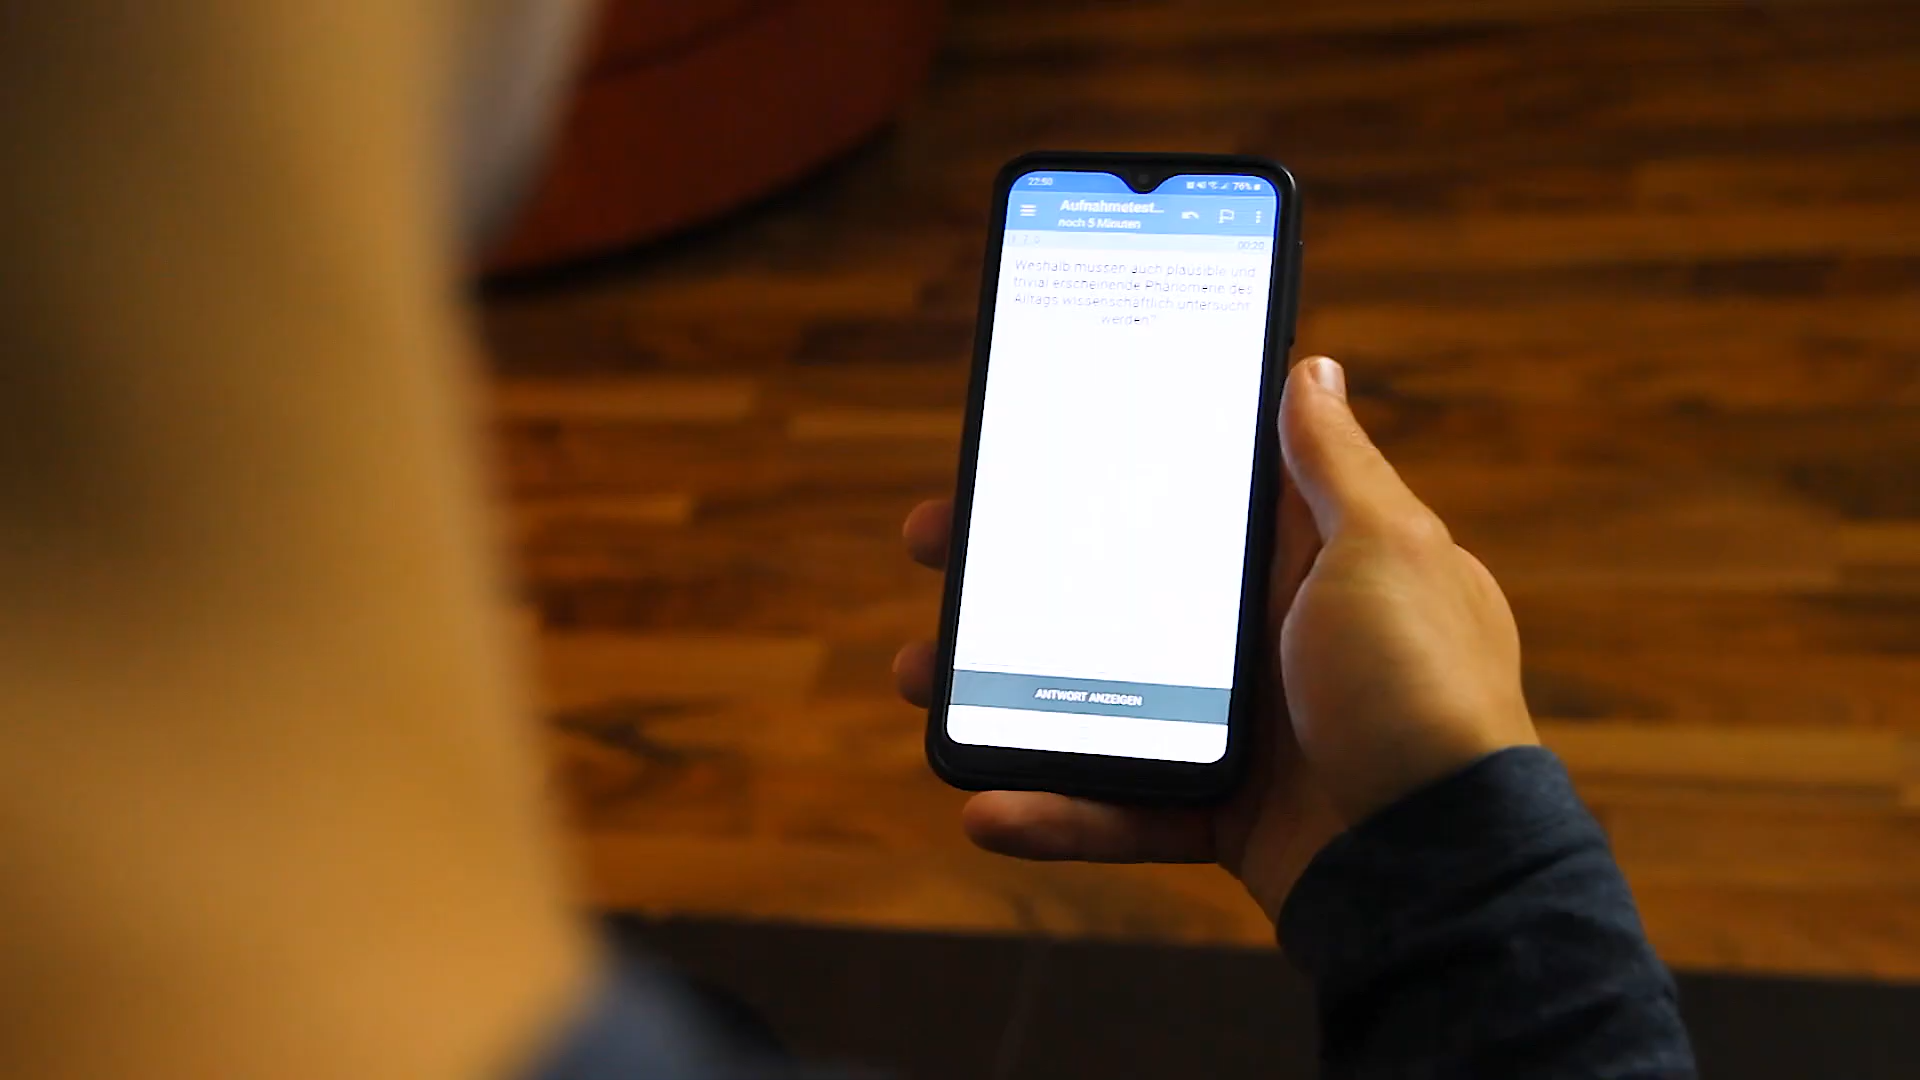 22:50 76%
Aufnahmetest...
noch 5 Minuten
00:20
Weshalb müssen auch plausible und
trivial erscheinende Phänomene des
Alltags wissenschaftlich untersucht
werden?
ANTWORT ANZEIGEN